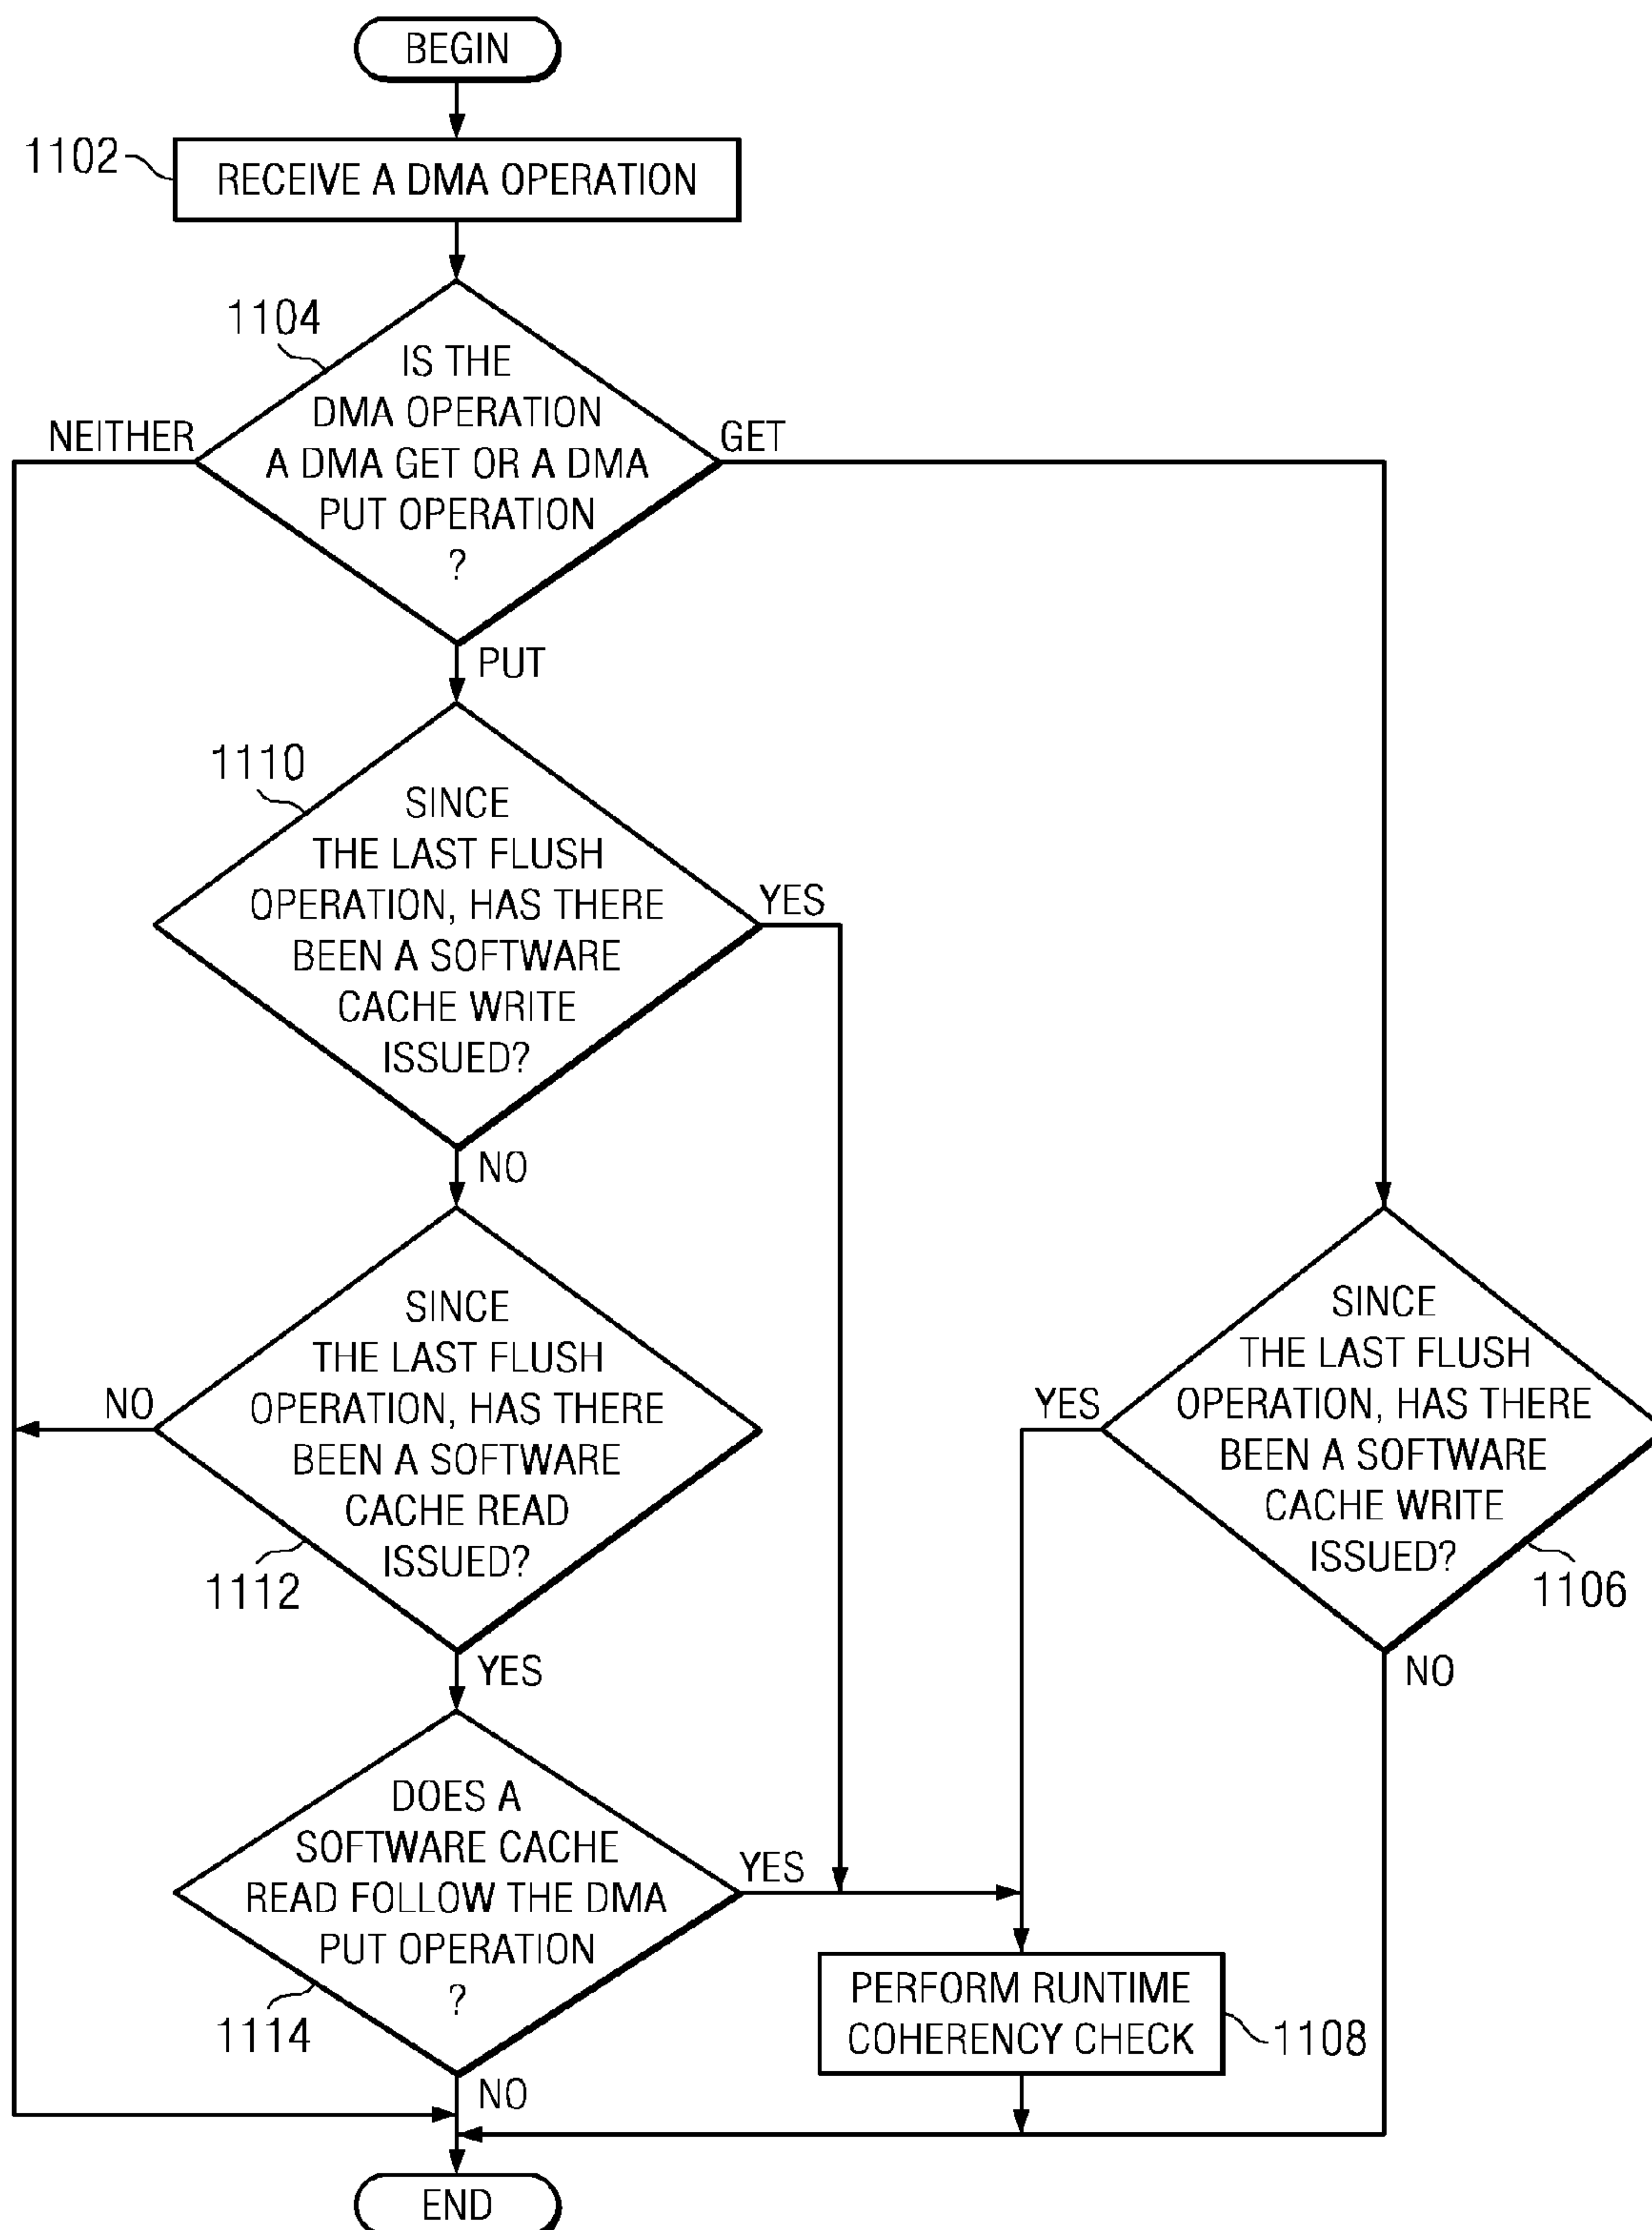 BEGIN
1102
RECEIVE A DMA OPERATION
1104
IS THE
DMA OPERATION
A DMA GET OR A DMA
PUT OPERATION
?
NEITHER
GET
PUT
1110
SINCE
THE LAST FLUSH
OPERATION, HAS THERE
BEEN A SOFTWARE
CACHE WRITE
ISSUED?
YES
NO
SINCE
THE LAST FLUSH
OPERATION, HAS THERE
BEEN A SOFTWARE
CACHE READ
ISSUED?
NO
1112
YES
SINCE
THE LAST FLUSH
OPERATION, HAS THERE
BEEN A SOFTWARE
CACHE WRITE
ISSUED?
YES
1106
NO
DOES A
SOFTWARE CACHE
READ FOLLOW THE DMA
PUT OPERATION
?
YES
1114
NO
PERFORM RUNTIME
COHERENCY CHECK
1108
END